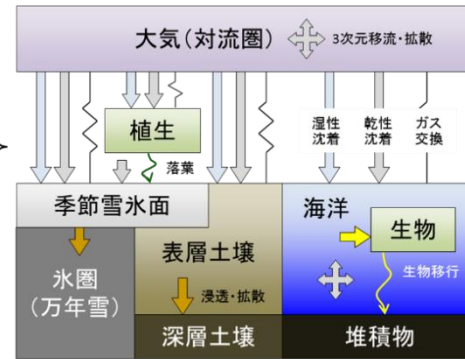 大気(対流圏)
3次元移流・拡散
植生
落葉
湿性
沈着
乾性
沈着
ガス
交換
季節雪氷面
氷圏
(万年雪)
表層土壌
浸透・拡散
深層土壌
海洋
生物
生物移行
堆積物